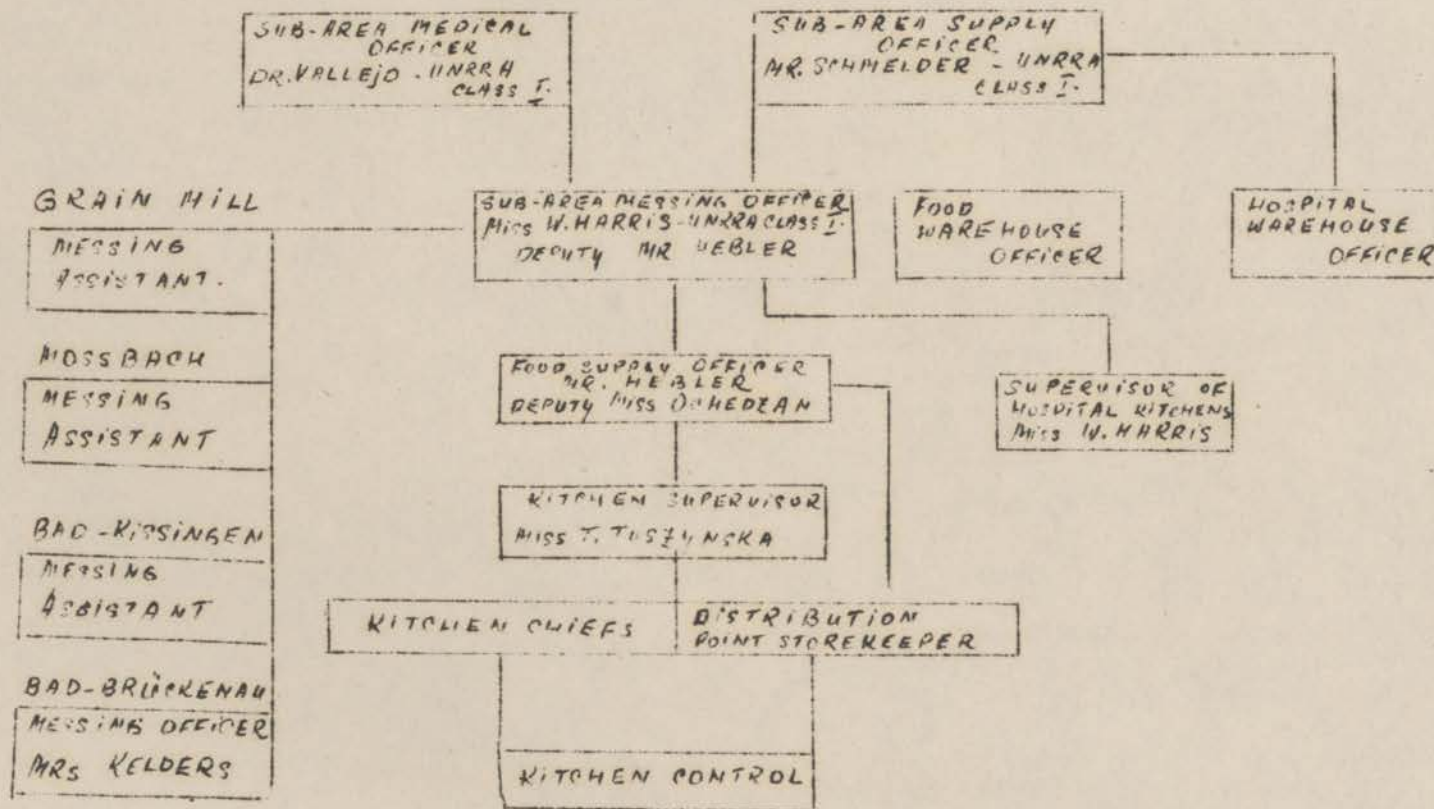 SUB-AREA MEDICAL
OFFICER
DR. VALLEJO - UNRRA
CLASS I.
SUB-AREA SUPPLY
OFFICER
MR. SCHMELDER - UNRRA
CLASS I.
GRAIN MILL
MESSING
ASSISTANT.
SUB-AREA MESSING OFFICER
MISS W. HARRIS - UNRRA CLASS I.
DEPUTY MR HEBLER
FOOD
WAREHOUSE
OFFICER
HOSPITAL
WAREHOUSE
OFFICER
MOSSBACH
MESSING
ASSISTANT
FOOD SUPPLY OFFICER
MR. HEBLER
DEPUTY MISS OCHEDZAN
SUPERVISOR OF
HOSPITAL KITCHENS
MISS W. HARRIS
BAD-KISSINGEN
MESSING
ASSISTANT
KITCHEN SUPERVISOR
MISS T. TUSZYNSKA
KITCHEN CHIEFS
DISTRIBUTION
POINT STOREKEEPER
BAD-BRÜCKENAU
MESSING OFFICER
MRS KELDERS
KITCHEN CONTROL